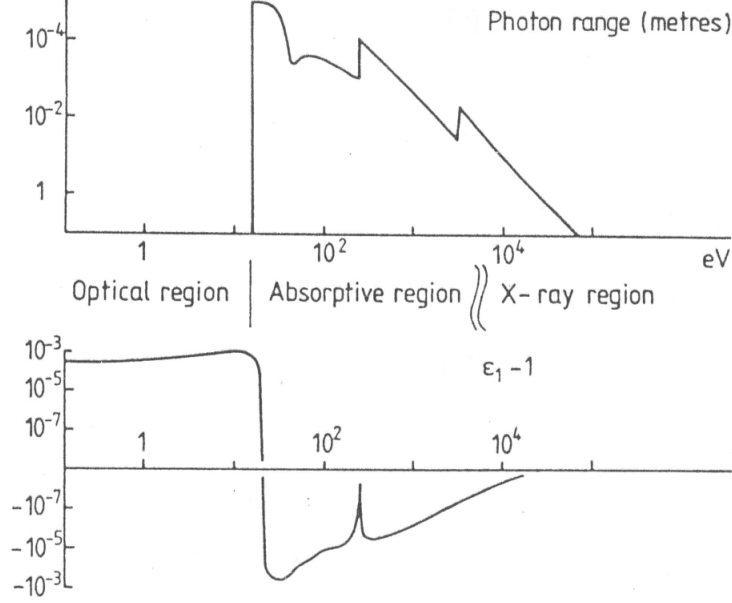 Photon range (metres)
10⁻⁴
10⁻²
1
1 10² 10⁴ eV
Optical region Absorptive region X-ray region
10⁻³
ε₁ -1
10⁻⁵
10⁻⁷
1 10² 10⁴
-10⁻⁷
-10⁻⁵
-10⁻³